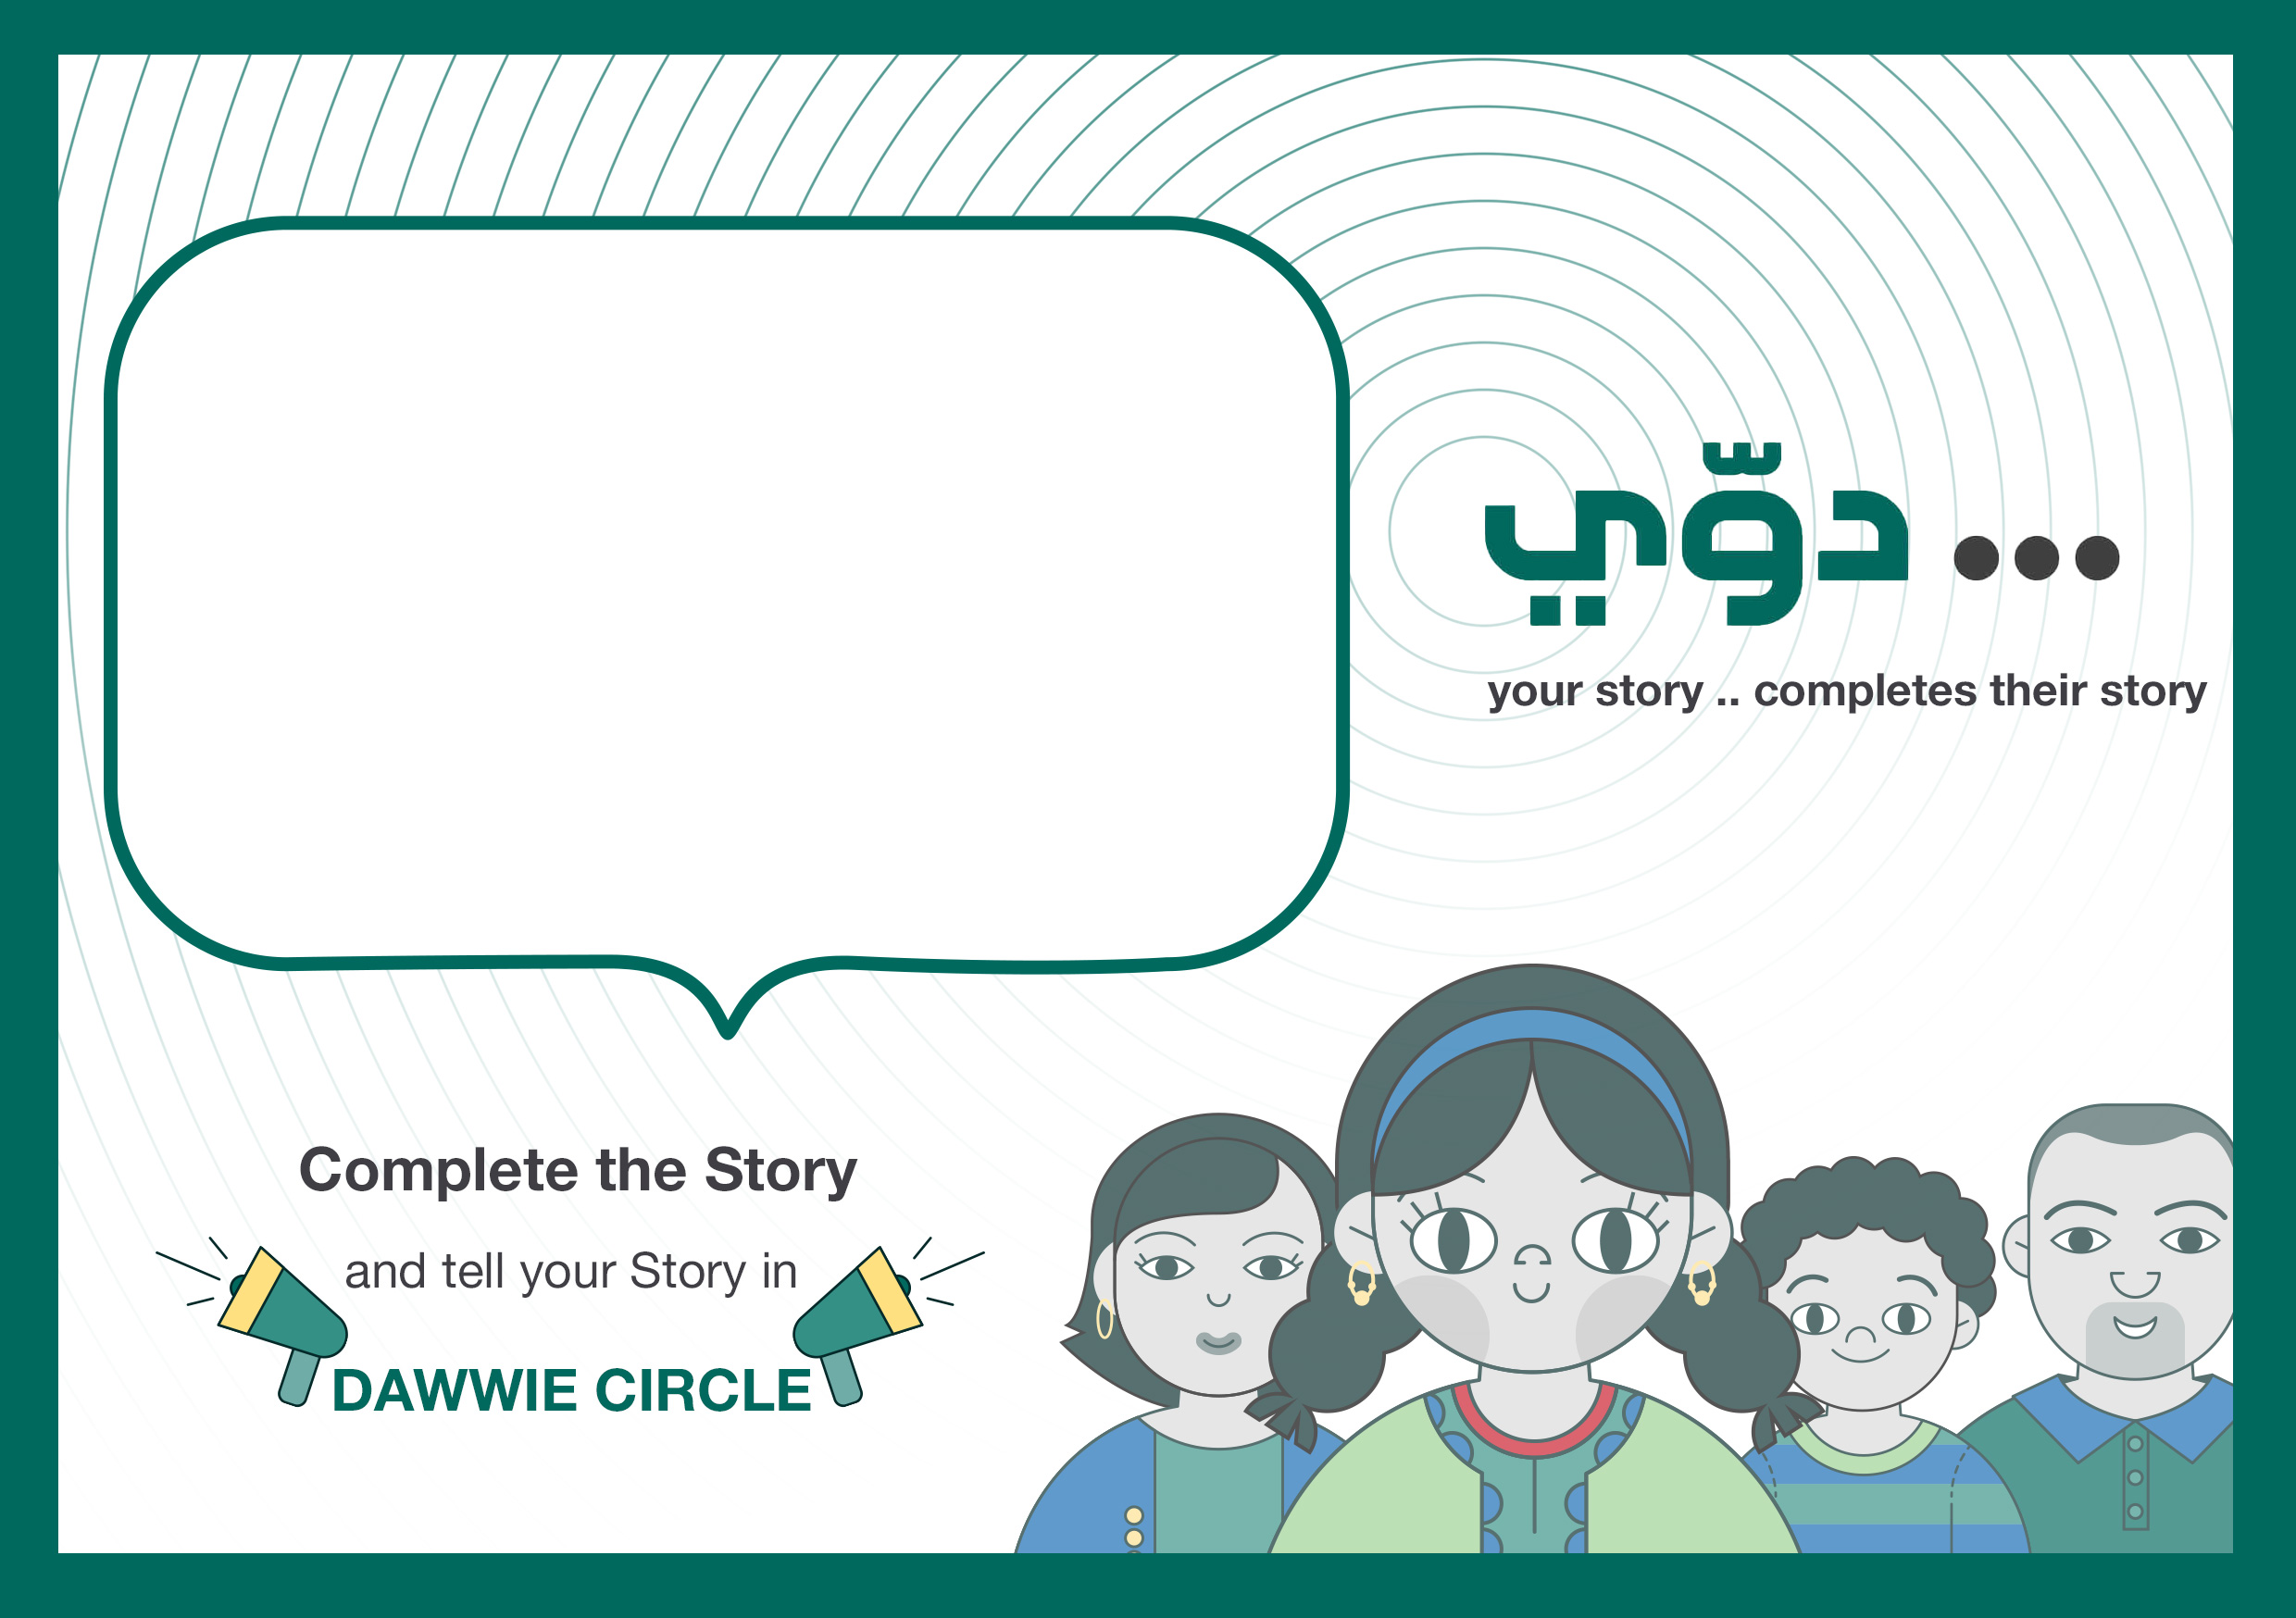 دوّي ...
your story .. completes their story
Complete the Story
and tell your Story in
DAWWIE CIRCLE